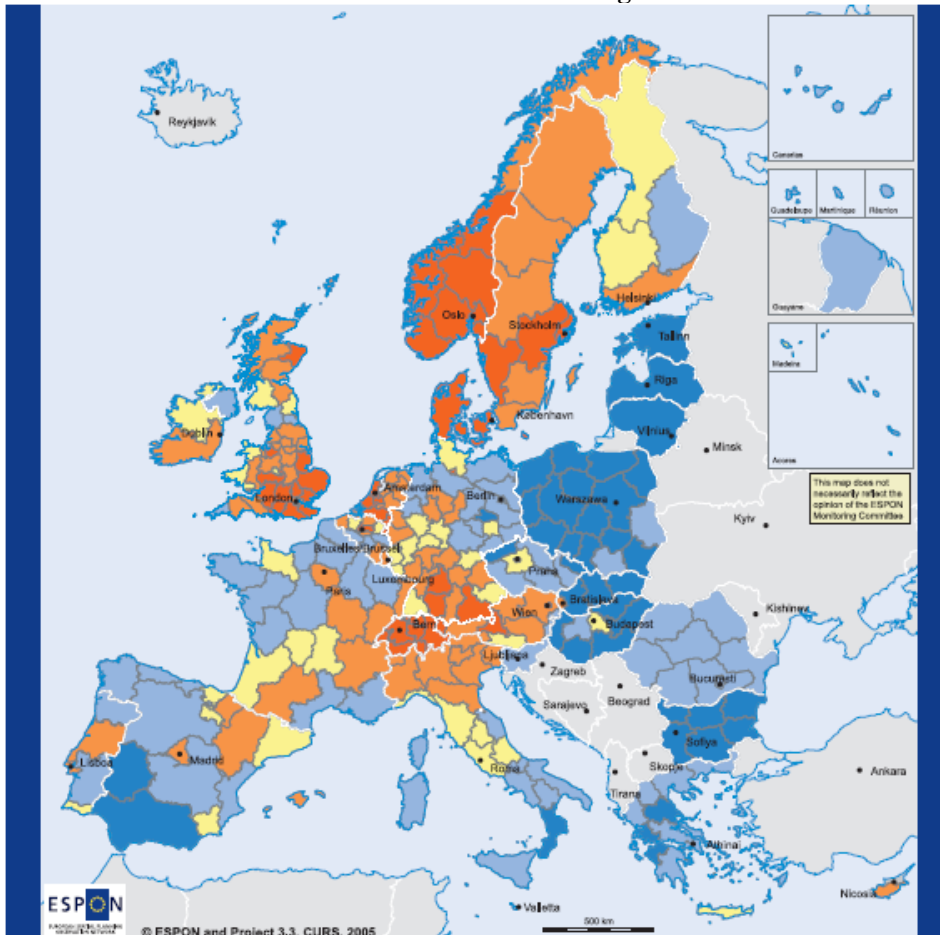 Reykjavik
Canarias
Guadeloupe
Martinique
Réunion
Guayane
Madeira
Acores
This map does not
necessarily reflect the
opinion of the ESPON
Monitoring Committee
Helsinki
Oslo
Stockholm
Tallinn
Riga
København
Vilnius
Minsk
Dublin
Amsterdam
Berlin
Warszawa
London
Kyiv
Bruxelles/Brussel
Praha
Luxembourg
Paris
Wien
Bratislava
Kishinev
Bern
Budapest
Ljubljana
Zagreb
Bucuresti
Beograd
Sarajevo
Sofiya
Madrid
Lisboa
Roma
Skopje
Tirana
Ankara
Athinai
Nicosia
Valletta
500 km
ESPON
© ESPON and Project 3.3, CURS, 2005